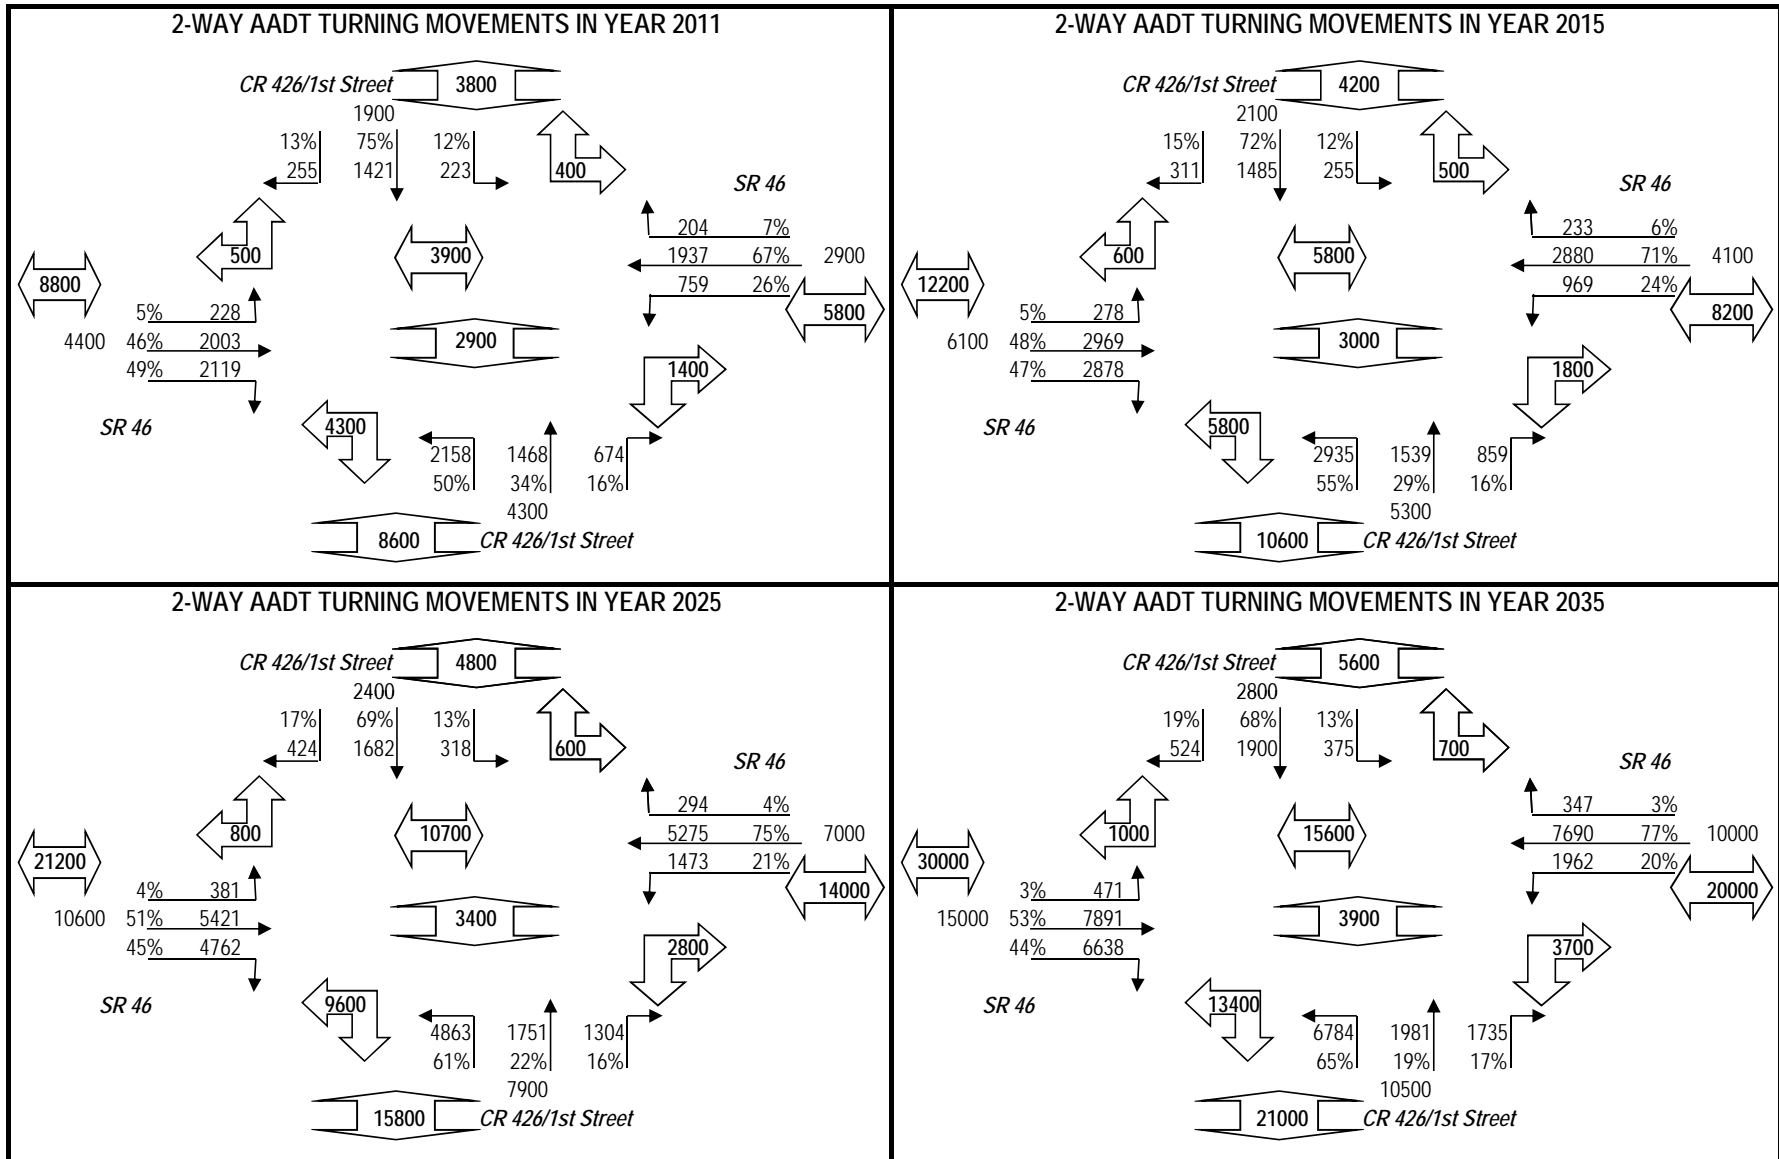 2-WAY AADT TURNING MOVEMENTS IN YEAR 2011
CR 426/1st Street 3800
1900
13% 75% 12%
255 1421 223 400
SR 46
204 7%
500 3900 1937 67% 2900
8800 759 26%
5% 228 5800
4400 46% 2003 2900
49% 2119 1400
SR 46 4300
2158 1468 674
50% 34% 16%
4300
8600 CR 426/1st Street
2-WAY AADT TURNING MOVEMENTS IN YEAR 2015
CR 426/1st Street 4200
2100
15% 72% 12%
311 1485 255 500
SR 46
233 6%
600 5800 2880 71% 4100
12200 969 24%
5% 278 8200
6100 48% 2969 3000
47% 2878 1800
SR 46 5800
2935 1539 859
55% 29% 16%
5300
10600 CR 426/1st Street
2-WAY AADT TURNING MOVEMENTS IN YEAR 2025
CR 426/1st Street 4800
2400
17% 69% 13%
424 1682 318 600
SR 46
294 4%
800 10700 5275 75% 7000
21200 1473 21%
4% 381 14000
10600 51% 5421 3400
45% 4762 2800
SR 46 9600
4863 1751 1304
61% 22% 16%
7900
15800 CR 426/1st Street
2-WAY AADT TURNING MOVEMENTS IN YEAR 2035
CR 426/1st Street 5600
2800
19% 68% 13%
524 1900 375 700
SR 46
347 3%
1000 15600 7690 77% 10000
30000 1962 20%
3% 471 20000
15000 53% 7891 3900
44% 6638 3700
SR 46 13400
6784 1981 1735
65% 19% 17%
10500
21000 CR 426/1st Street